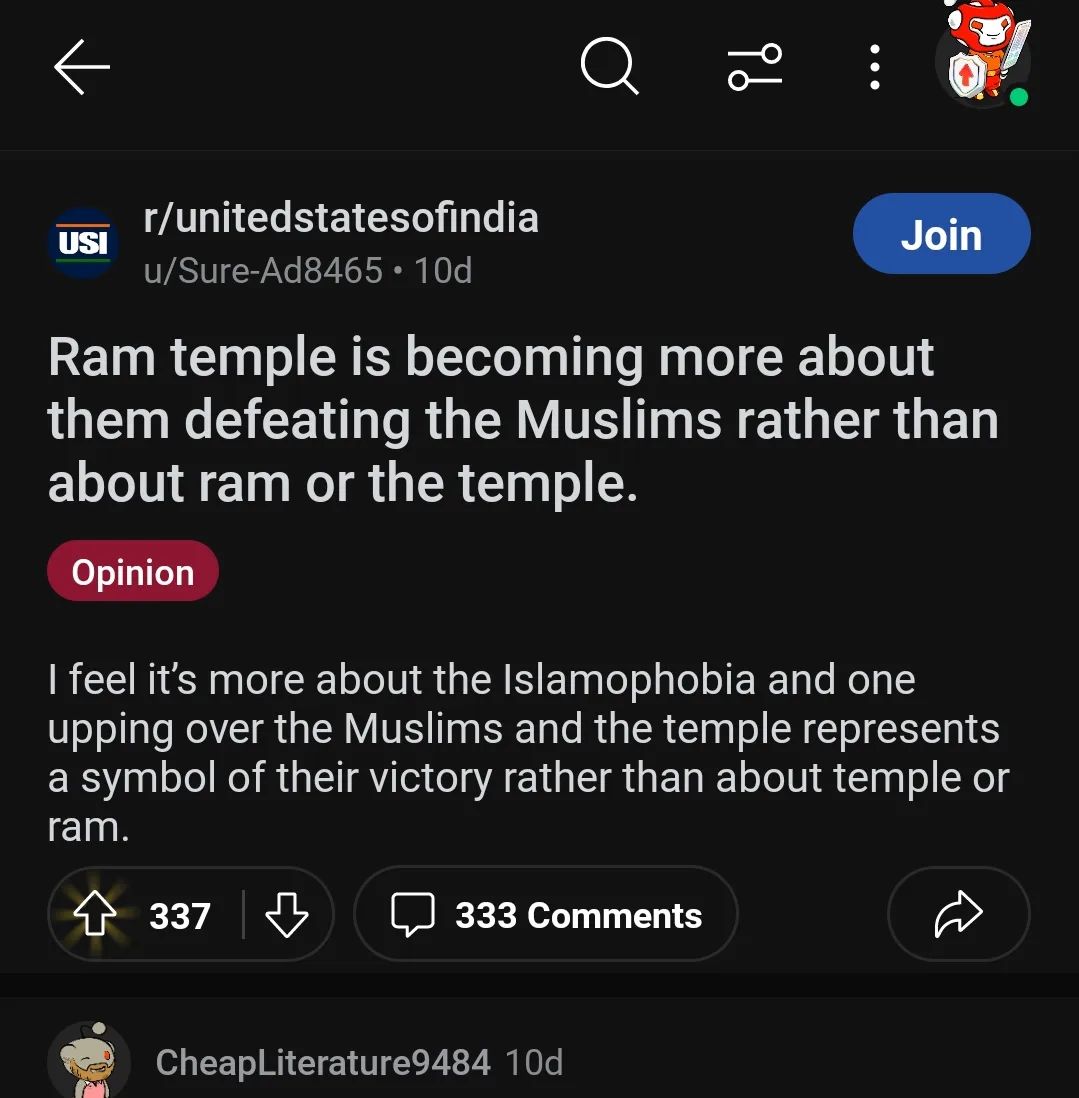 r/unitedstatesofindia
USI
u/Sure-Ad8465 • 10d
Join
Ram temple is becoming more about
them defeating the Muslims rather than
about ram or the temple.
Opinion
I feel it’s more about the Islamophobia and one
upping over the Muslims and the temple represents
a symbol of their victory rather than about temple or
ram.
337
333 Comments
CheapLiterature9484 10d